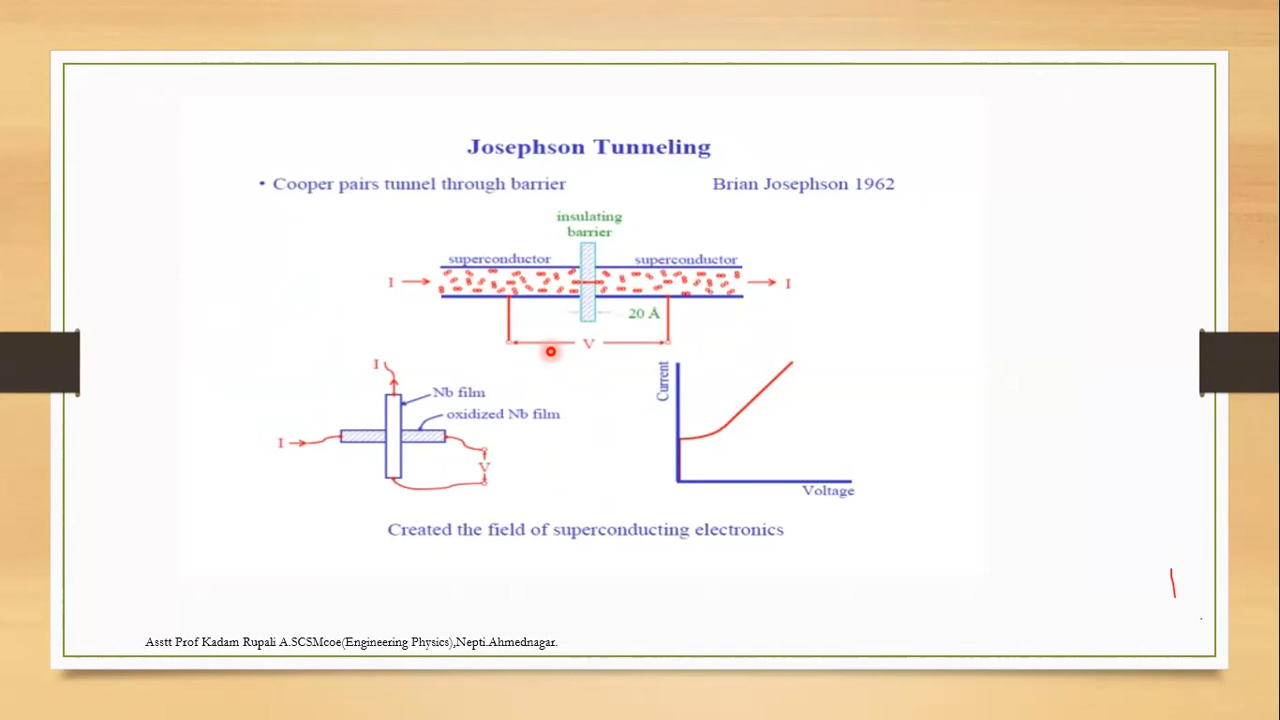 Josephson Tunneling
• Cooper pairs tunnel through barrier
Brian Josephson 1962
insulating
barrier
superconductor
superconductor
I
I
20 Å
V
I
Nb film
oxidized Nb film
I
V
Current
Voltage
Created the field of superconducting electronics
Asstt Prof Kadam Rupali A.SCSMcoe(Engineering Physics),Nepti.Ahmednagar.